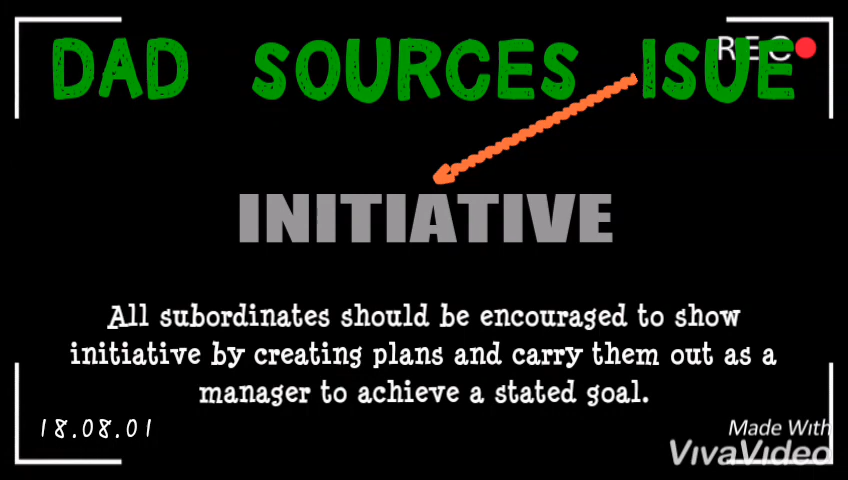 DAD SOURCES ISUE
REC
INITIATIVE
All subordinates should be encouraged to show
initiative by creating plans and carry them out as a
manager to achieve a stated goal.
18.08.01
Made With
VivaVideo